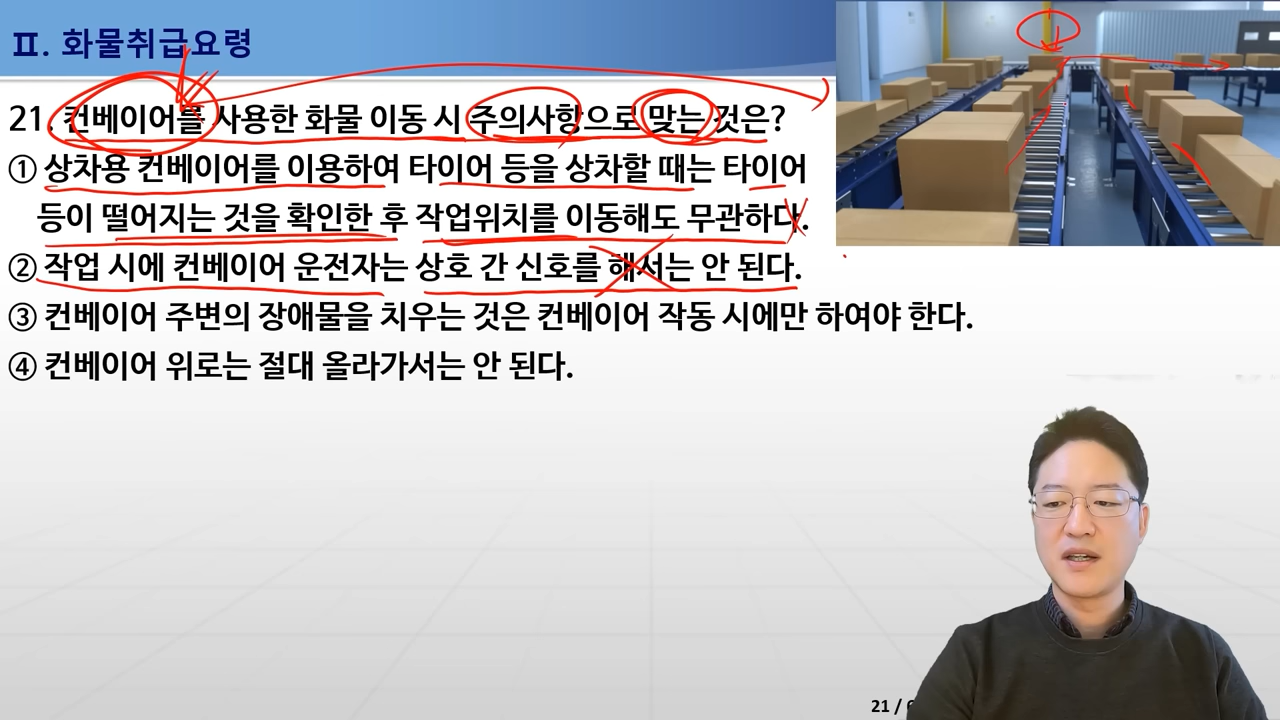 Ⅱ. 화물취급요령
21. 컨베이어를 사용한 화물 이동 시 주의사항으로 맞는 것은?
① 상차용 컨베이어를 이용하여 타이어 등을 상차할 때는 타이어
등이 떨어지는 것을 확인한 후 작업위치를 이동해도 무관하다.
② 작업 시에 컨베이어 운전자는 상호 간 신호를 해서는 안 된다.
③ 컨베이어 주변의 장애물을 치우는 것은 컨베이어 작동 시에만 하여야 한다.
④ 컨베이어 위로는 절대 올라가서는 안 된다.
21 /